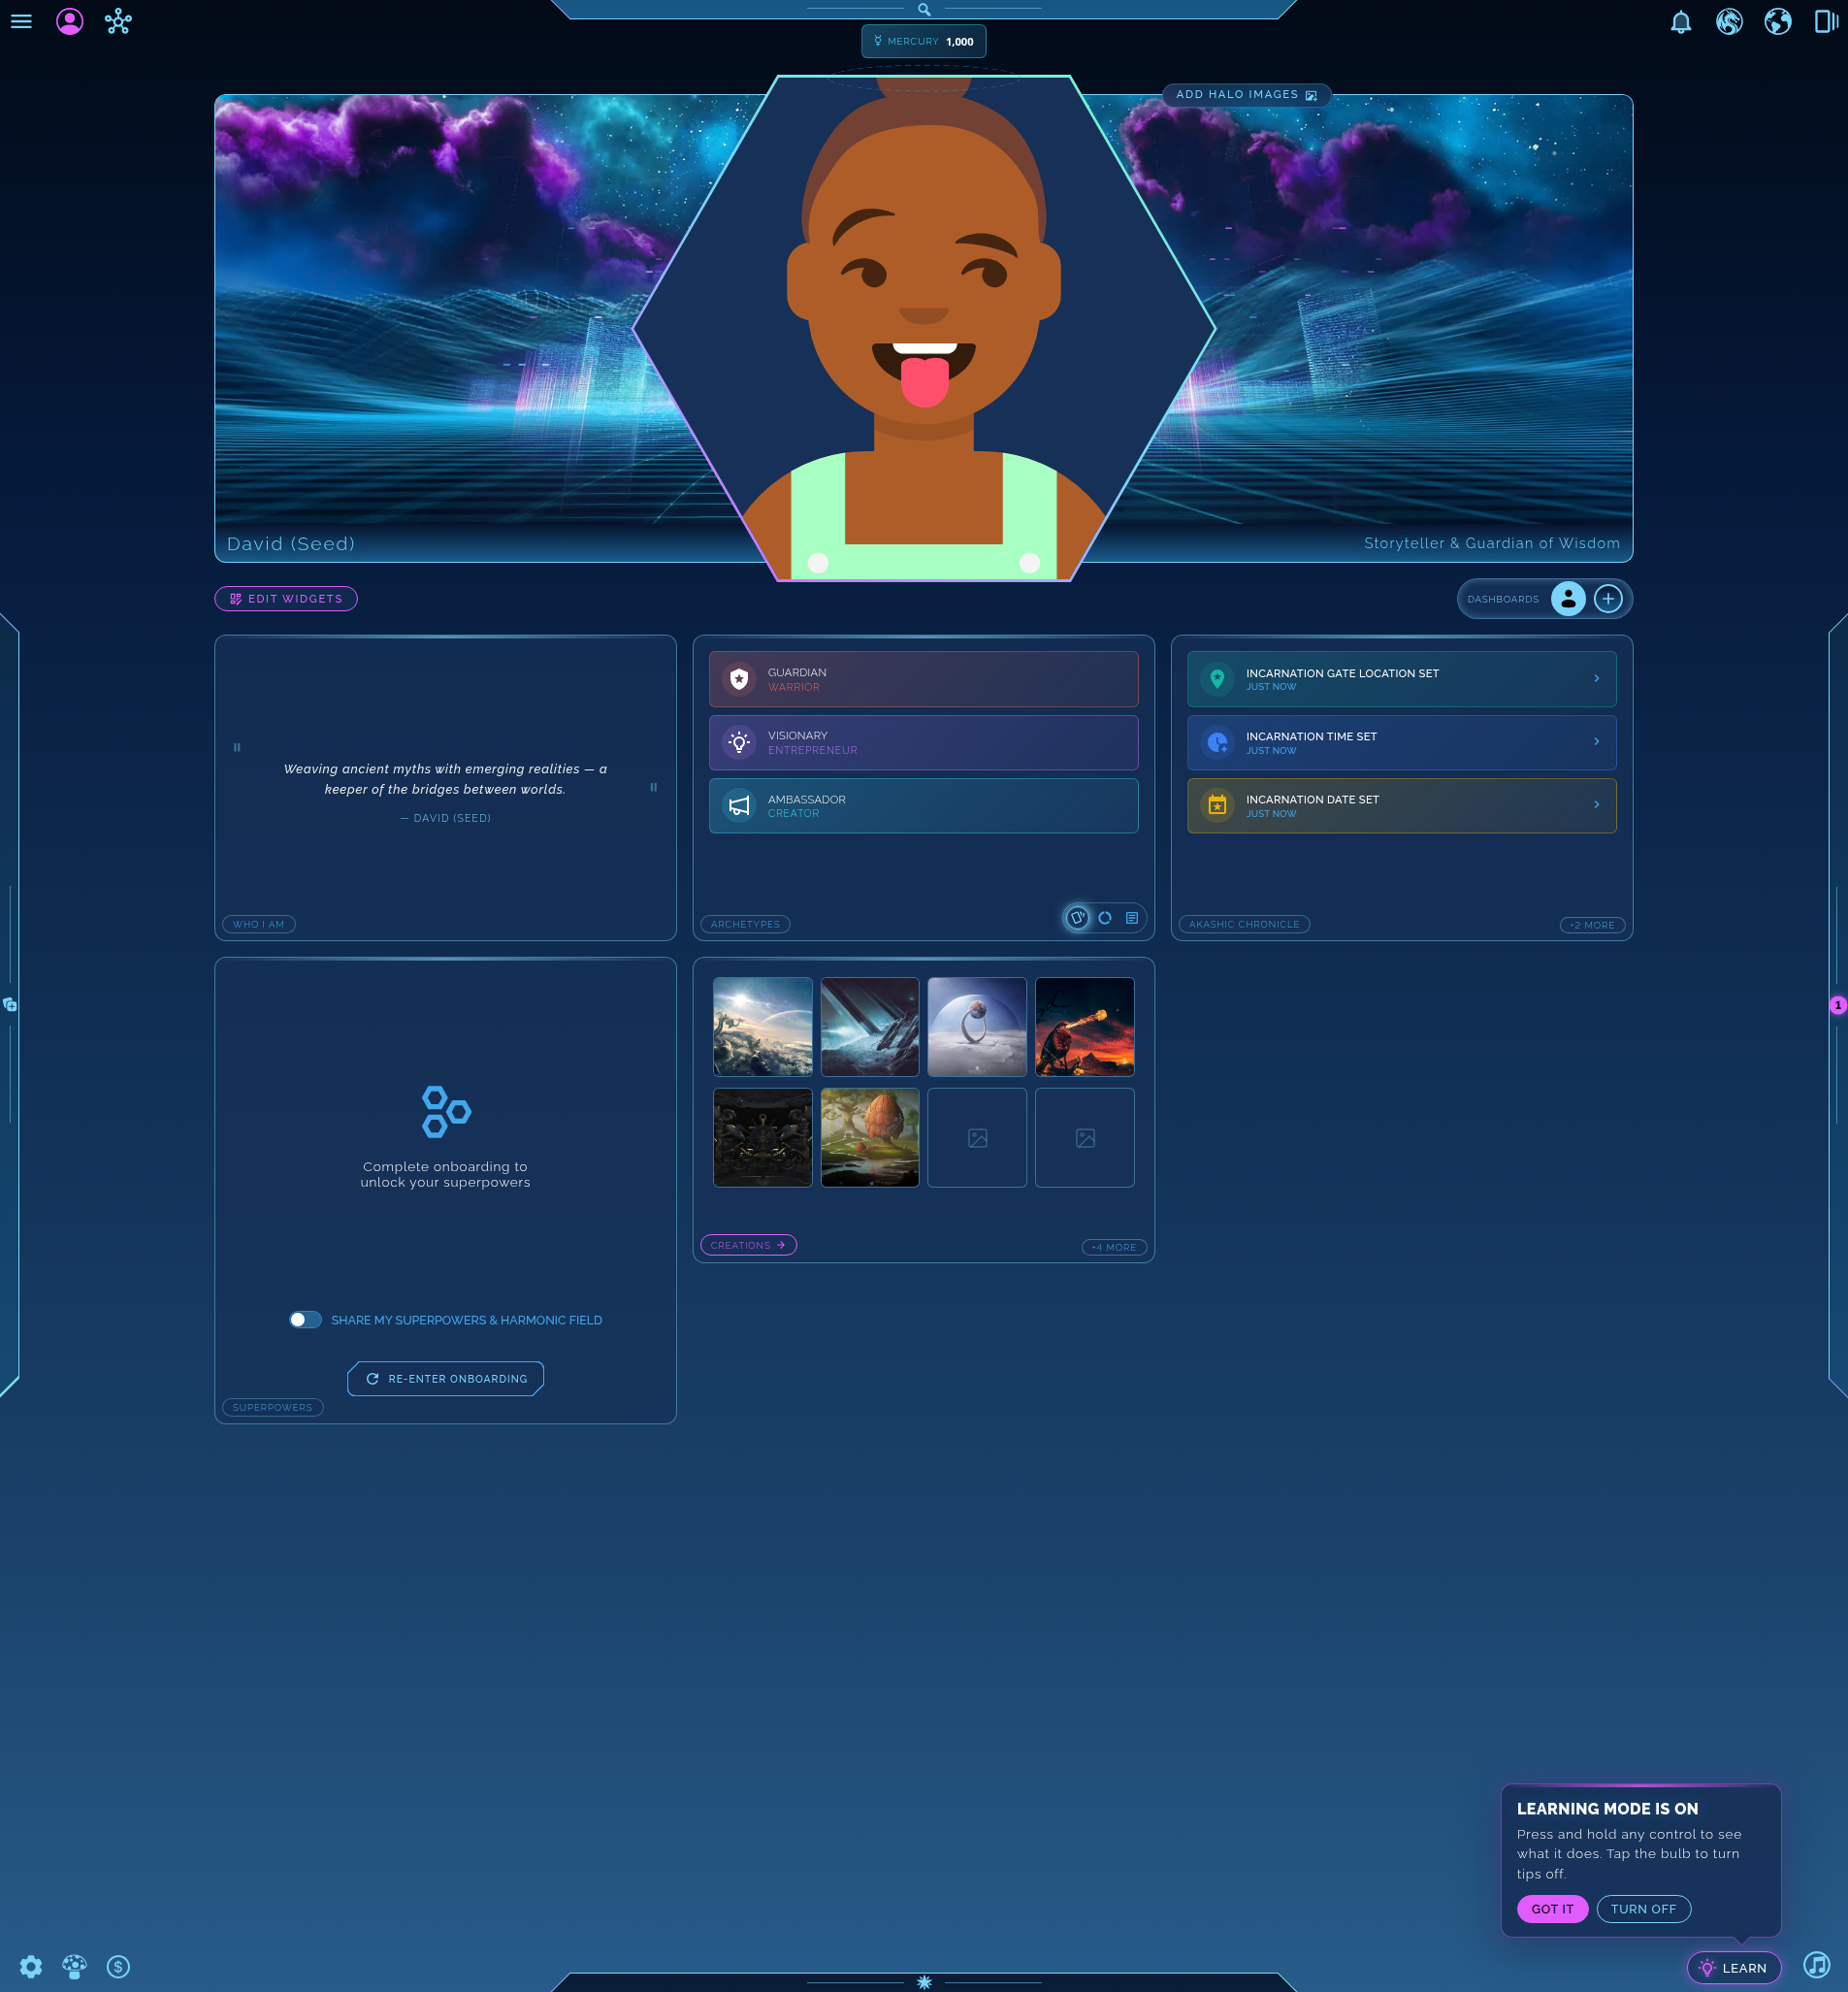 MERCURY 1,000
ADD HALO IMAGES
David (Seed)
Storyteller & Guardian of Wisdom
EDIT WIDGETS
DASHBOARDS
"
Weaving ancient myths with emerging realities — a
keeper of the bridges between worlds.
"
— DAVID (SEED)
WHO I AM
GUARDIAN
WARRIOR
VISIONARY
ENTREPRENEUR
AMBASSADOR
CREATOR
ARCHETYPES
INCARNATION GATE LOCATION SET
JUST NOW
INCARNATION TIME SET
JUST NOW
INCARNATION DATE SET
JUST NOW
AKASHIC CHRONICLE
+2 MORE
Complete onboarding to
unlock your superpowers
SHARE MY SUPERPOWERS & HARMONIC FIELD
RE-ENTER ONBOARDING
SUPERPOWERS
CREATIONS
+4 MORE
1
LEARNING MODE IS ON
Press and hold any control to see
what it does. Tap the bulb to turn
tips off.
GOT IT
TURN OFF
LEARN